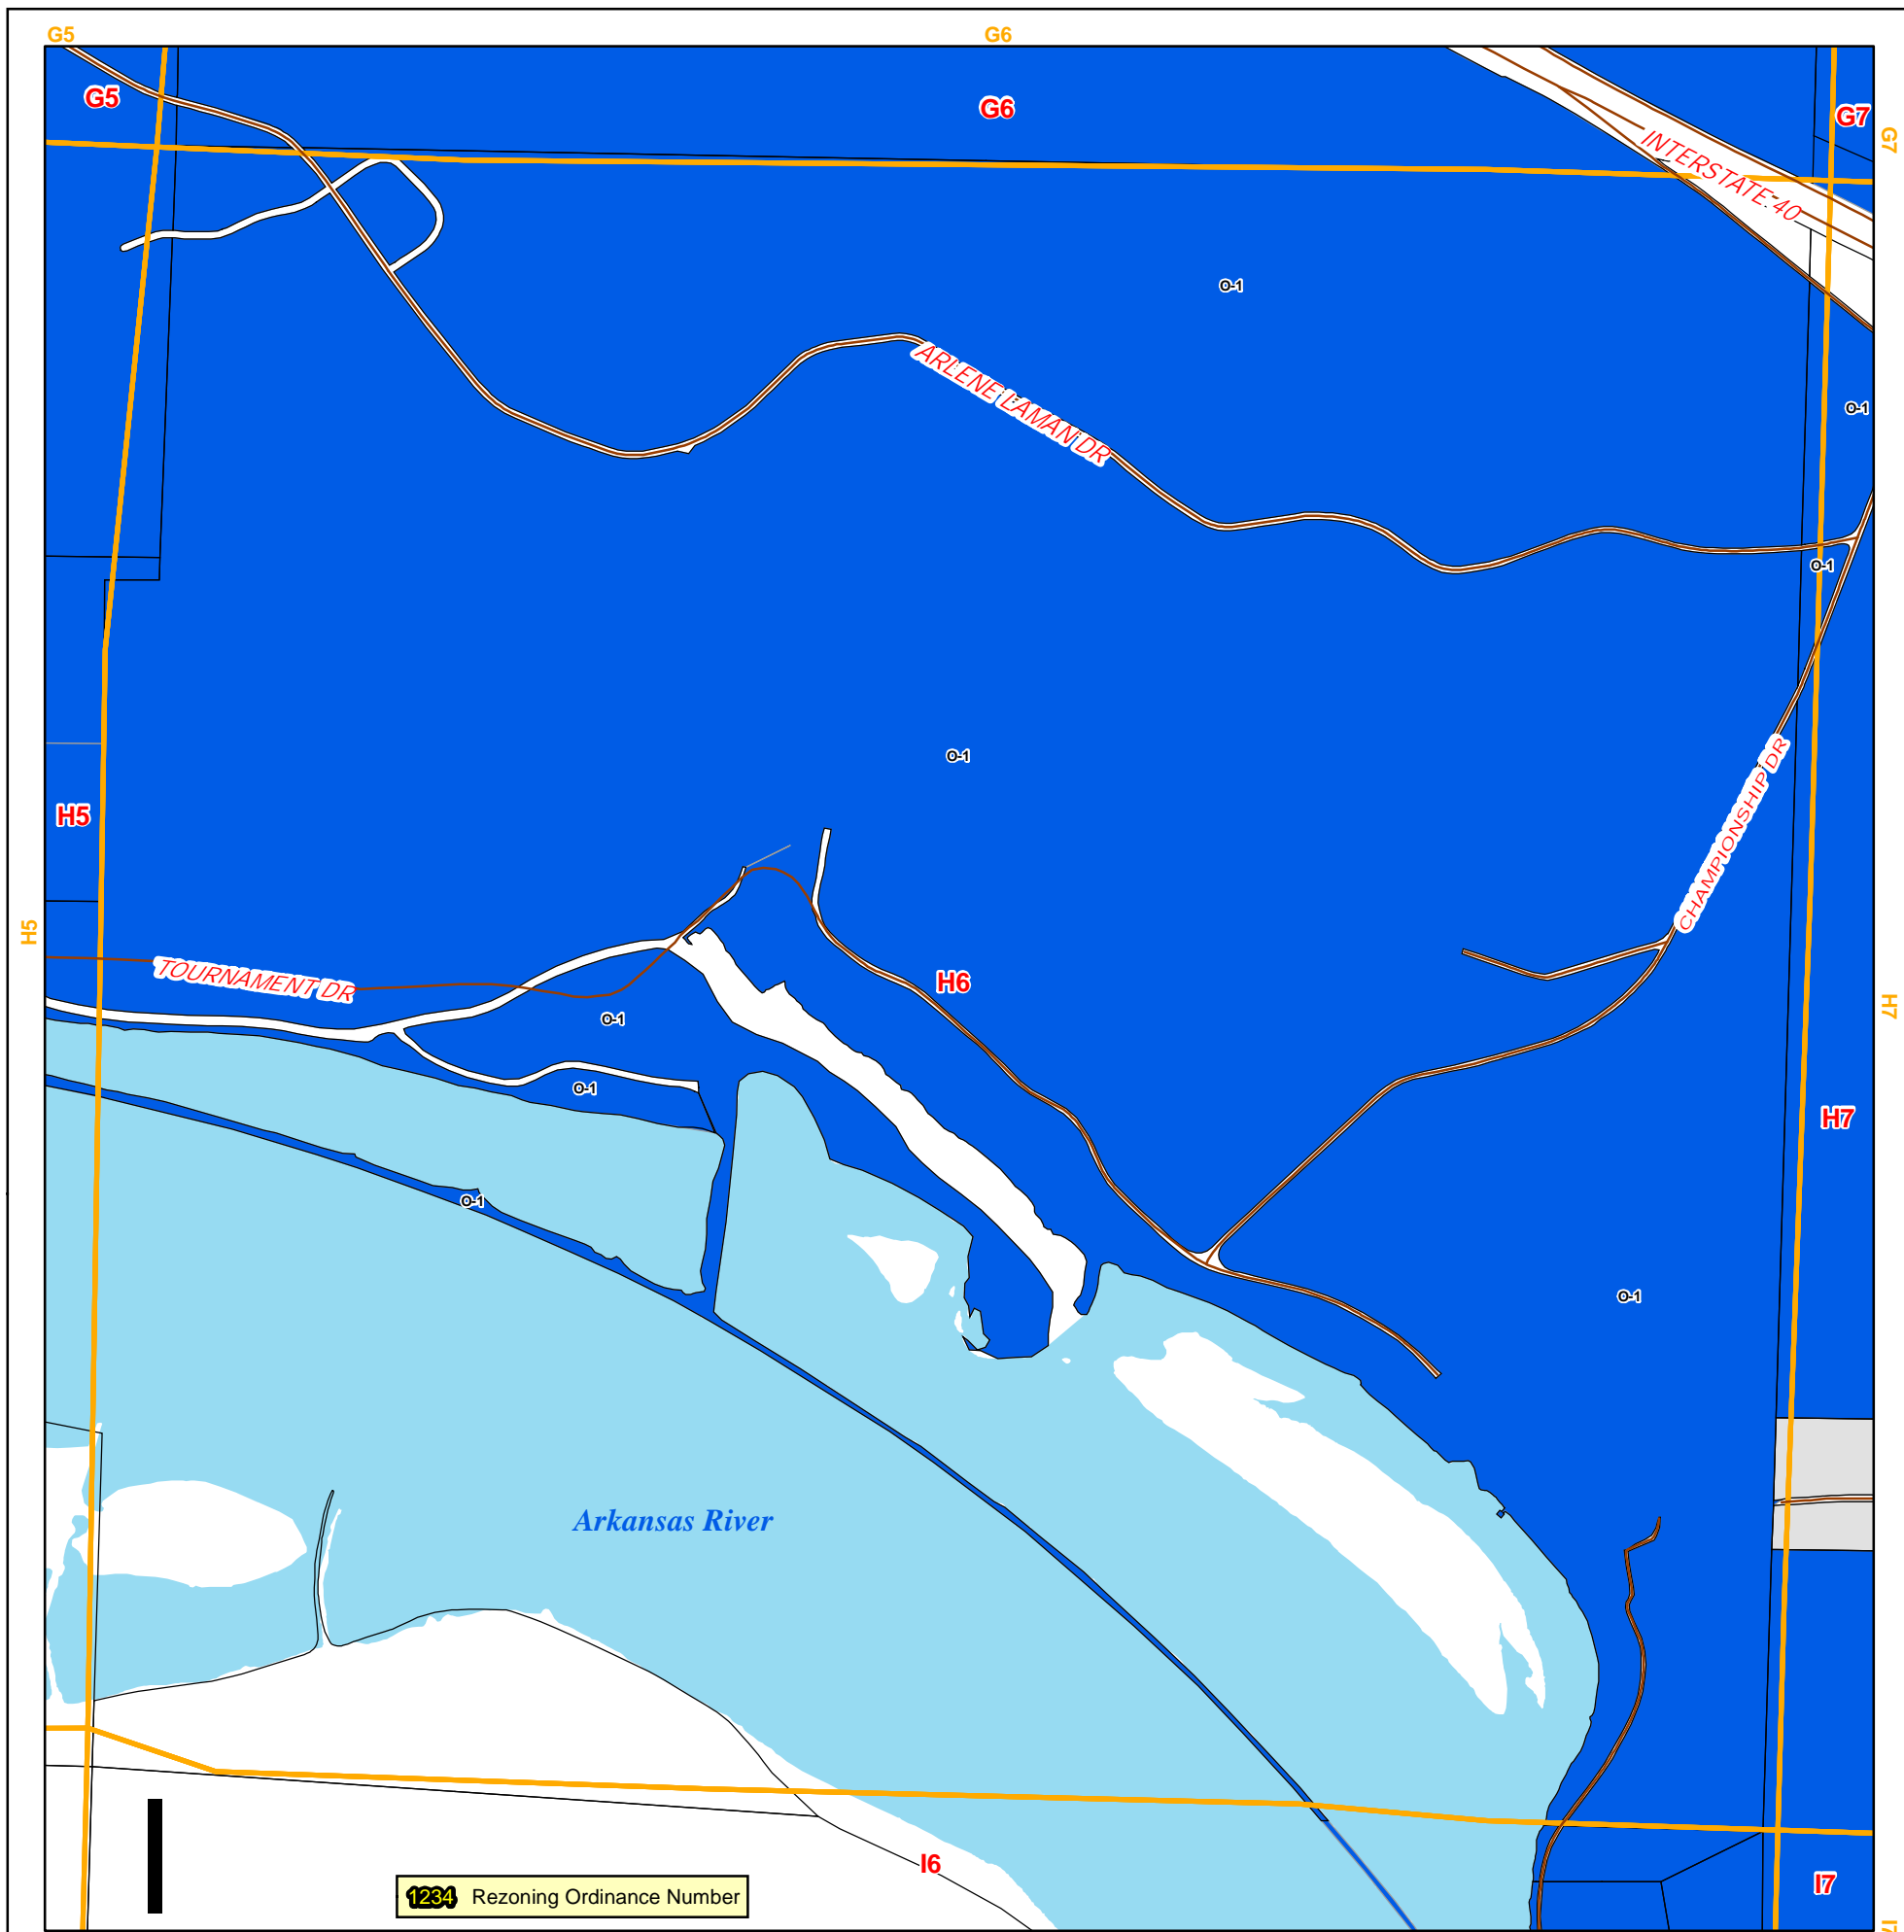 G5
G6
G5
G6
G7
G7
INTERSTATE 40
O-1
ARLENE LAMAN DR
O-1
O-1
O-1
CHAMPIONSHIP DR
H5
H5
TOURNAMENT DR
H6
H7
O-1
O-1
H7
O-1
O-1
Arkansas River
I6
I7
1234 Rezoning Ordinance Number
I7